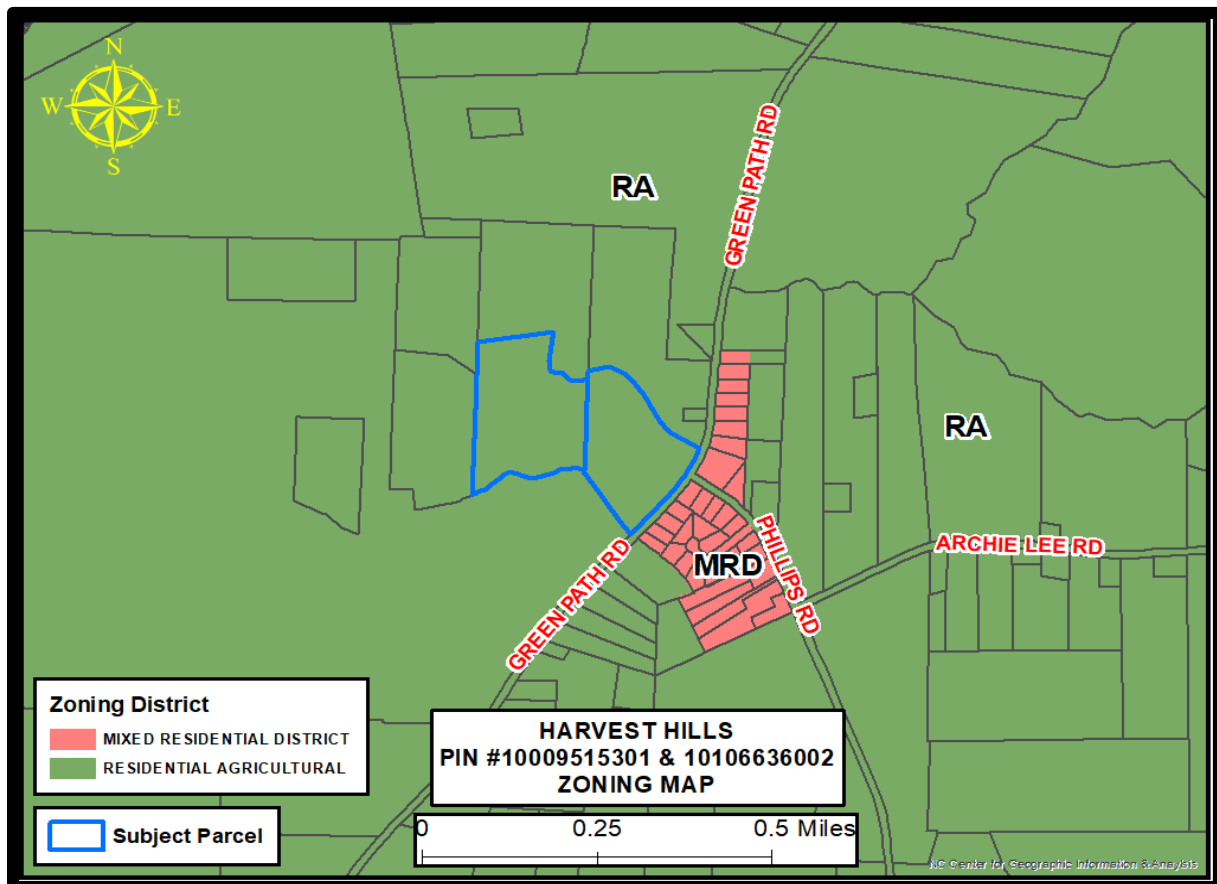 N
W E
S
RA
GREEN PATH RD
RA
PHILLIPS RD
ARCHIE LEE RD
MRD
GREEN PATH RD
Zoning District
MIXED RESIDENTIAL DISTRICT
RESIDENTIAL AGRICULTURAL
Subject Parcel
HARVEST HILLS
PIN #10009515301 & 10106636002
ZONING MAP
0 0.25 0.5 Miles
NC Center for Geographic Information & Analysis